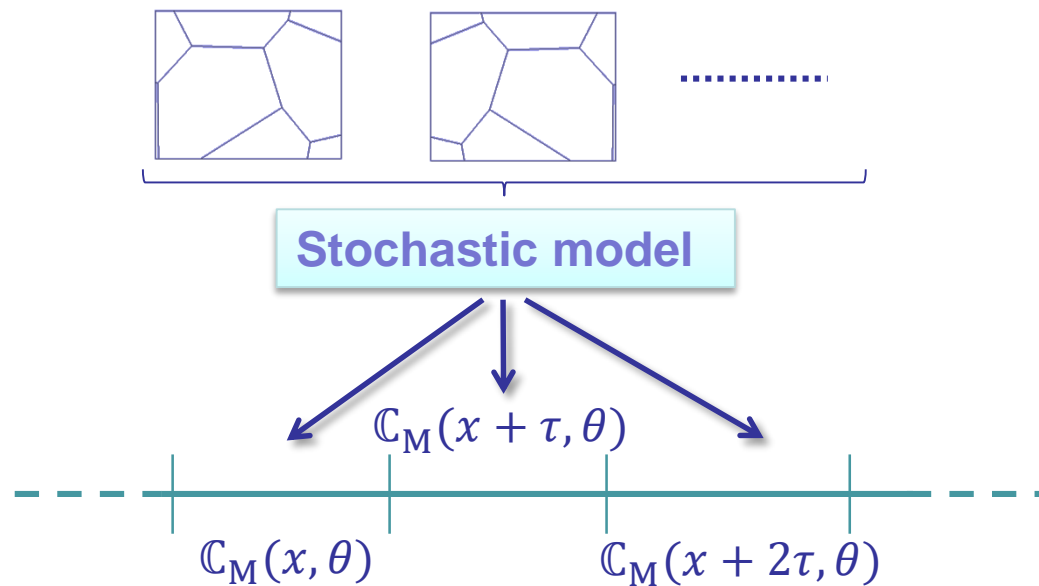 Stochastic model
ℂ_M(x + τ, θ)
ℂ_M(x, θ)
ℂ_M(x + 2τ, θ)